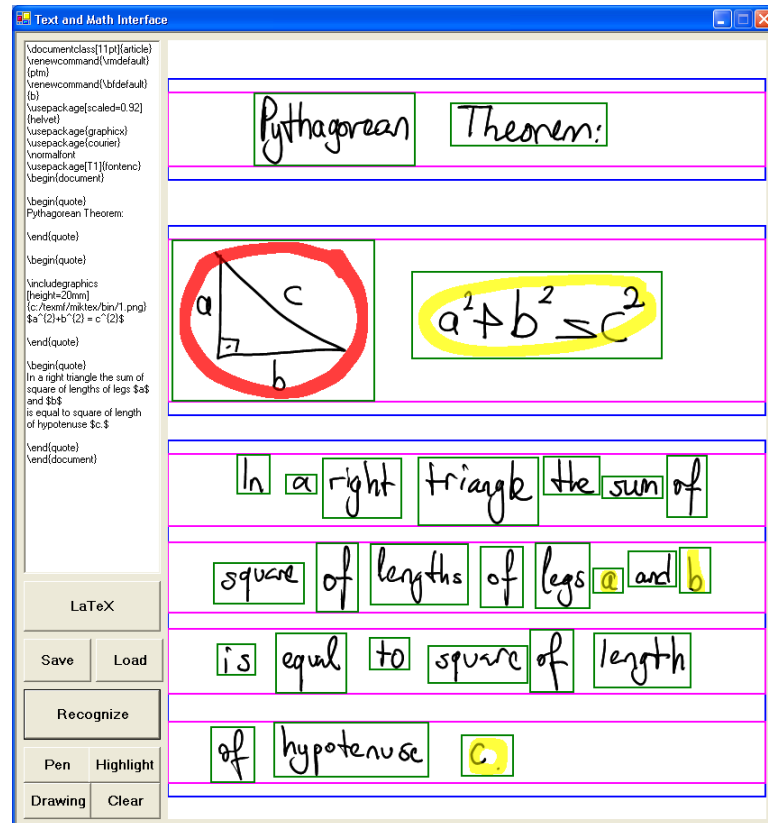 Text and Math Interface
\documentclass[11pt]{article}
\renewcommand{\rmdefault}
{ptm}
\renewcommand{\bfdefault}
{b}
\usepackage[scaled=0.92]
{helvet}
\usepackage{graphicx}
\usepackage{courier}
\normalfont
\usepackage[T1]{fontenc}
\begin{document}
\begin{quote}
Pythagorean Theorem:
\end{quote}
\begin{quote}
\includegraphics
[height=20mm]
{c:/texmf/miktex/bin/1.png}
$a^{2}+b^{2} = c^{2}$
\end{quote}
\begin{quote}
In a right triangle the sum of
square of lengths of legs $a$
and $b$
is equal to square of length
of hypotenuse $c.$
\end{quote}
\end{document}
LaTeX
Save Load
Recognize
Pen Highlight
Drawing Clear
Pythagorean Theorem:
a c
b
a²+b²=c²
In a right triangle the sum of
square of lengths of legs a and b
is equal to square of length
of hypotenuse c.